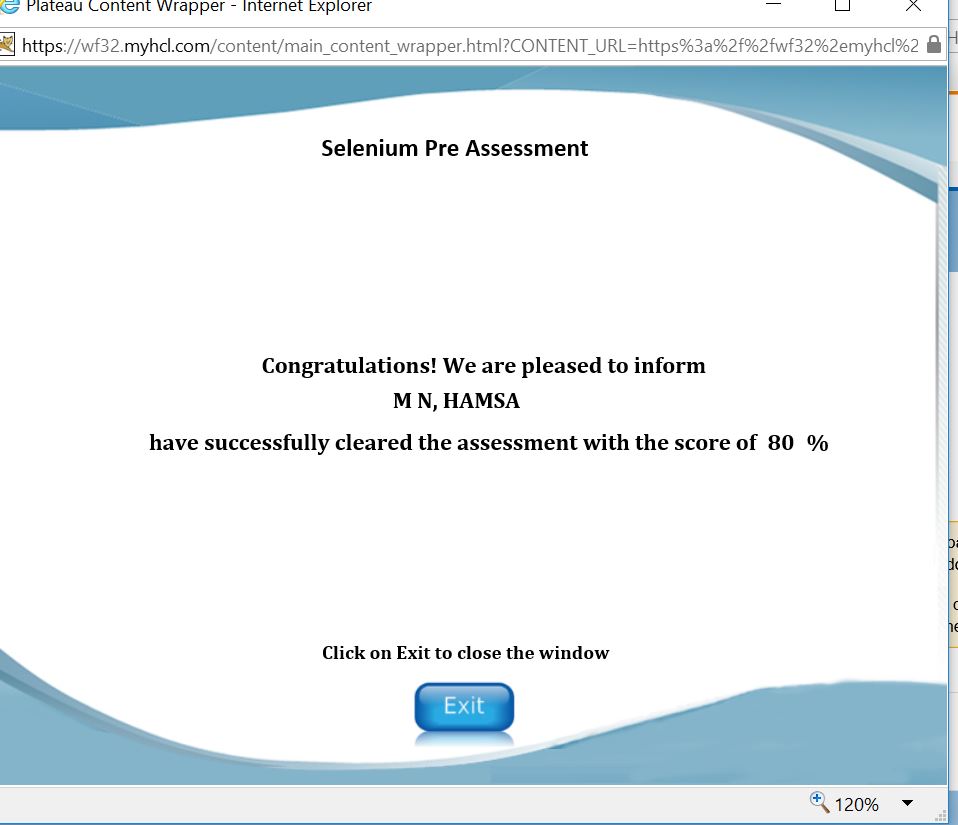 Plateau Content Wrapper - Internet Explorer
https://wf32.myhcl.com/content/main_content_wrapper.html?CONTENT_URL=https%3a%2f%2fwf32%2emyhcl%2
Selenium Pre Assessment
Congratulations! We are pleased to inform
M N, HAMSA
have successfully cleared the assessment with the score of 80 %
Click on Exit to close the window
Exit
120%